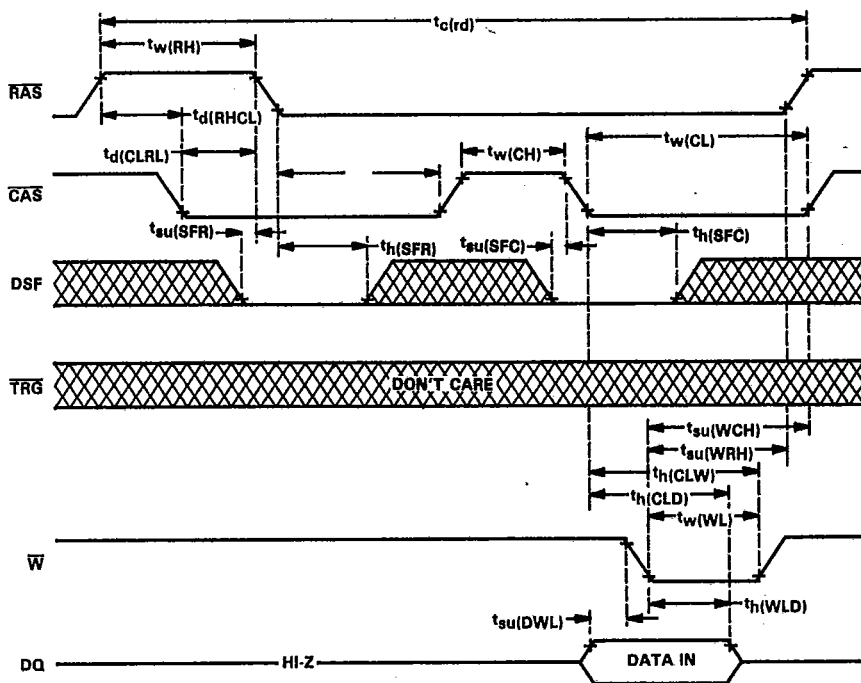 tc(rd)
tw(RH)
RAS
td(RHCL)
tw(CH)
tw(CL)
td(CLRL)
CAS
tsu(SFR)
th(SFR)
tsu(SFC)
th(SFC)
DSF
TRG
DON'T CARE
tsu(WCH)
tsu(WRH)
th(CLW)
th(CLD)
tw(WL)
W
th(WLD)
tsu(DWL)
DQ
HI-Z
DATA IN